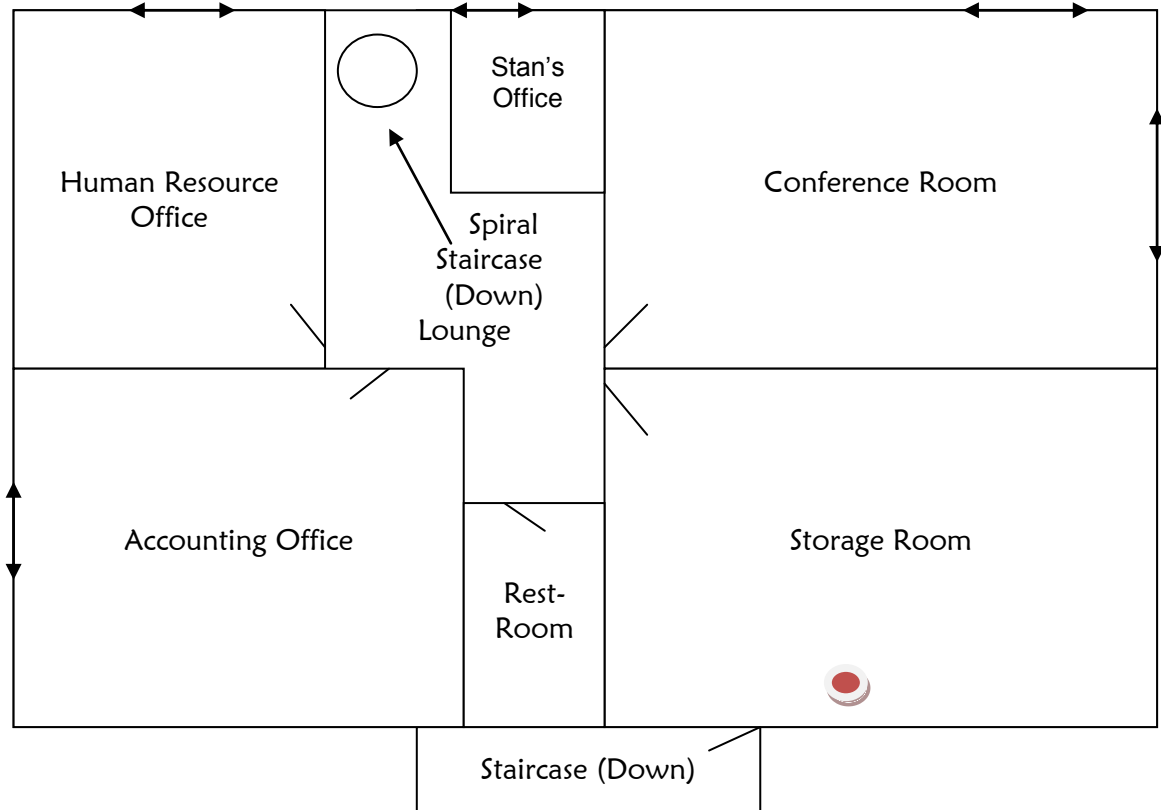 Stan’s
Office
Human Resource
Office
Conference Room
Spiral
Staircase
(Down)
Lounge
Accounting Office
Storage Room
Rest-
Room
Staircase (Down)